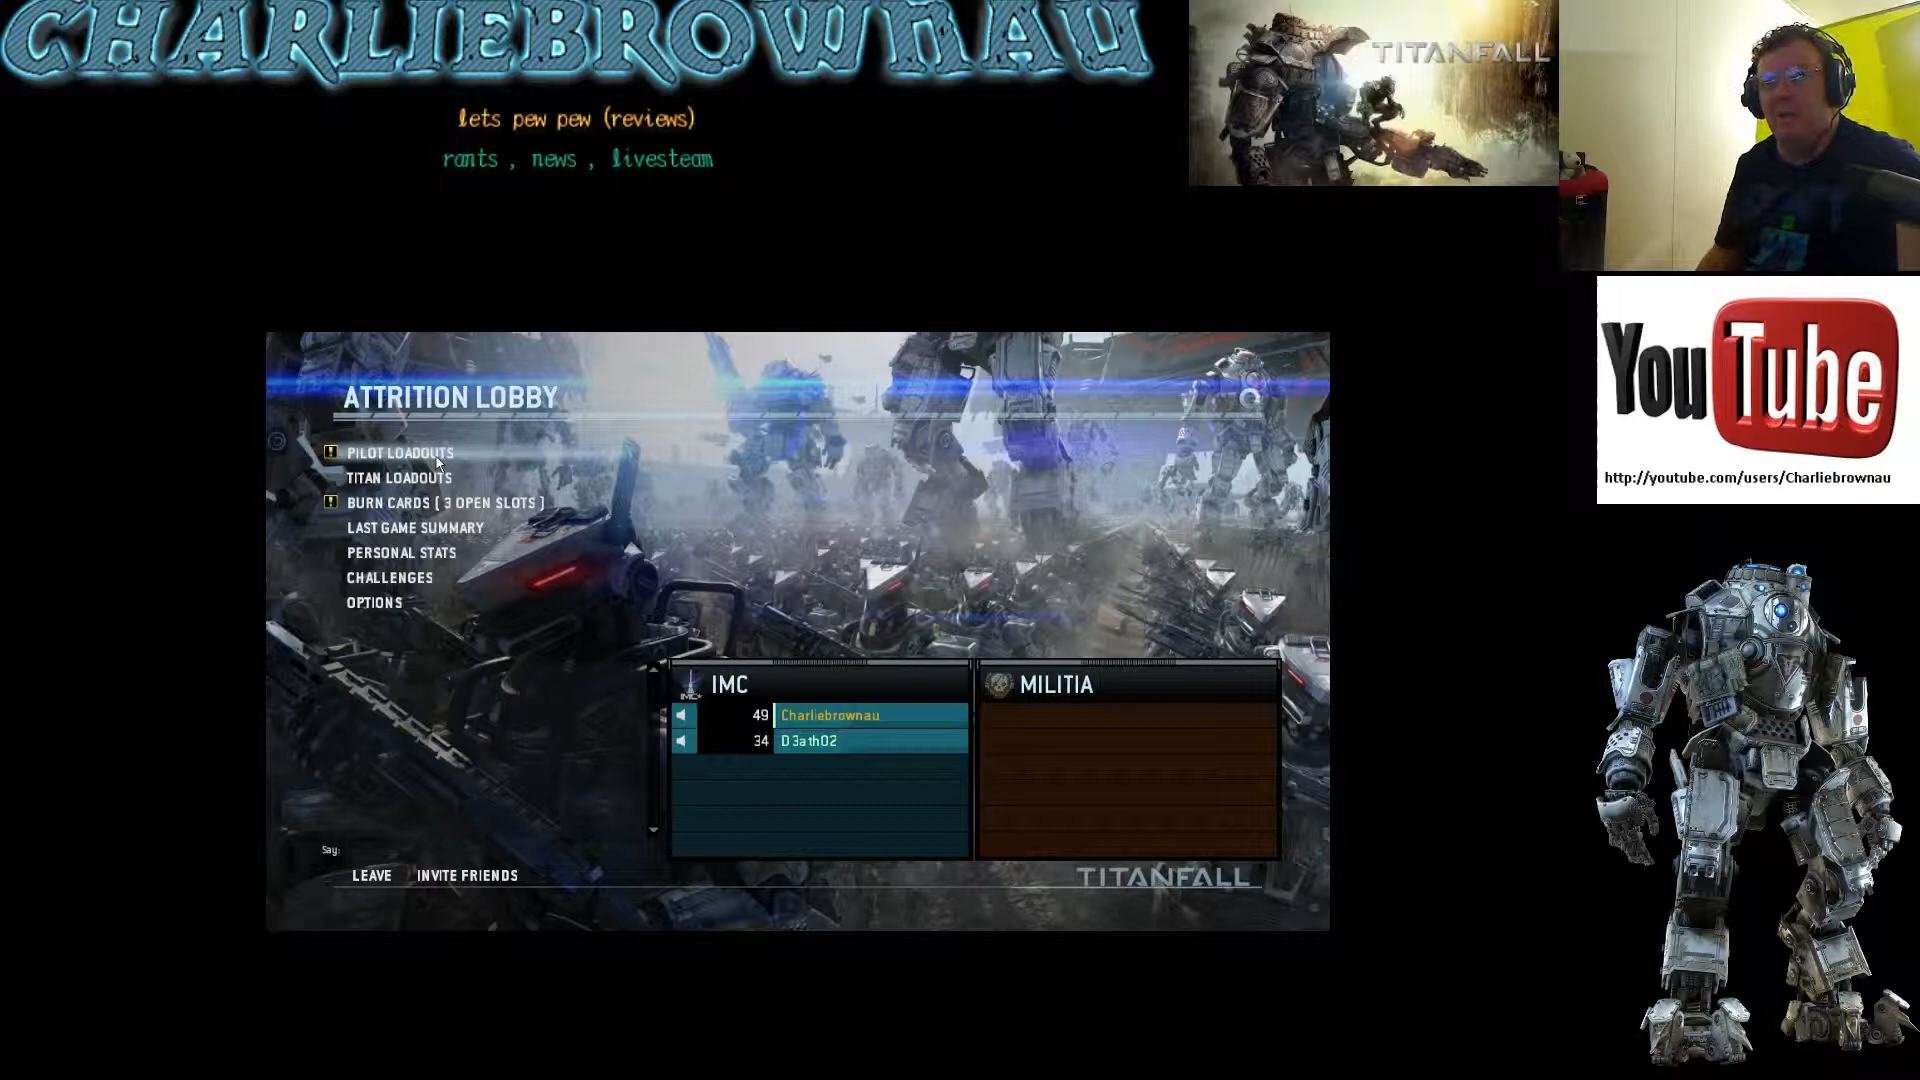 CHARLIEBROWNAU
lets pew pew (reviews)
rants , news , livesteam
TITANFALL
YouTube
http://youtube.com/users/Charliebrownau
ATTRITION LOBBY
! PILOT LOADOUTS
TITAN LOADOUTS
! BURN CARDS [ 3 OPEN SLOTS ]
LAST GAME SUMMARY
PERSONAL STATS
CHALLENGES
OPTIONS
IMC
49 Charliebrownau
34 D3ath02
MILITIA
Say:
LEAVE INVITE FRIENDS
TITANFALL